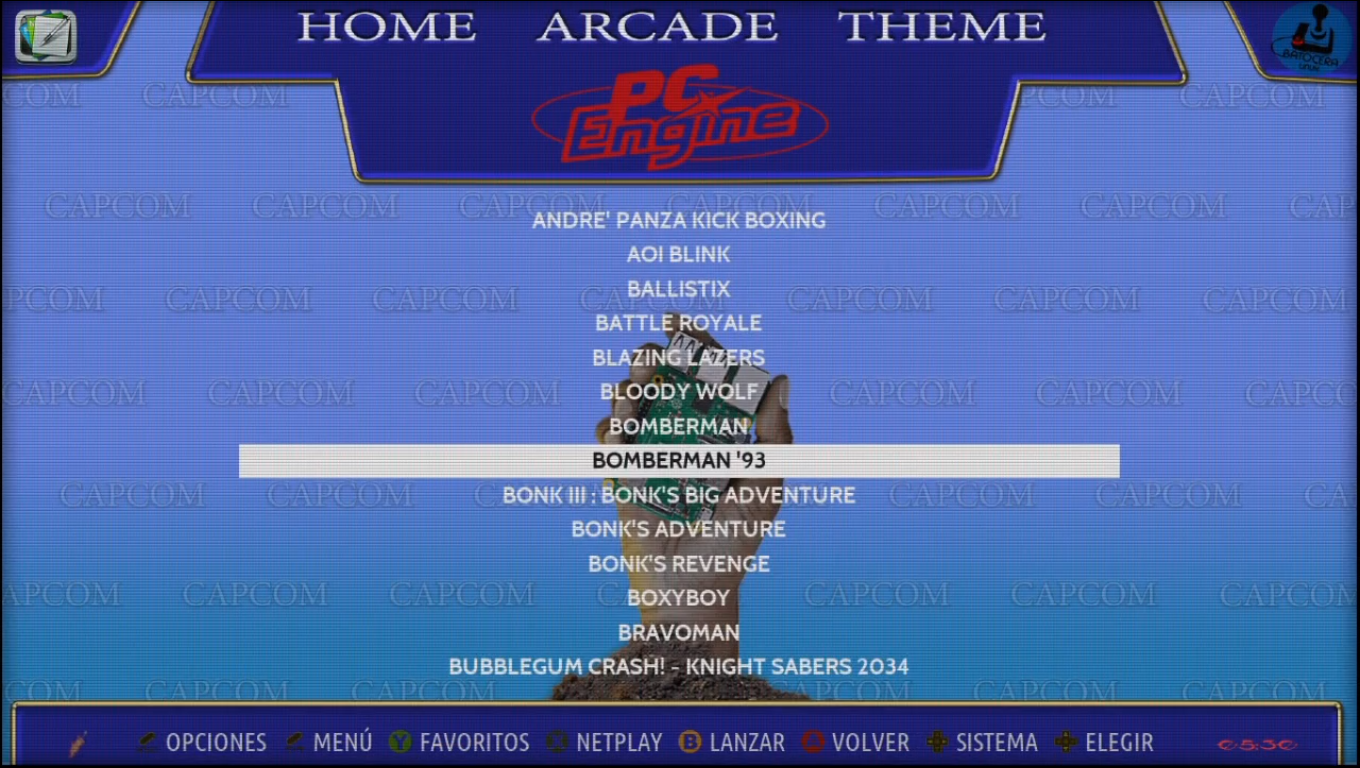 HOME ARCADE THEME
BATOCERA
PC Engine
CAPCOM
ANDRE' PANZA KICK BOXING
AOI BLINK
BALLISTIX
BATTLE ROYALE
BLAZING LAZERS
BLOODY WOLF
BOMBERMAN
BOMBERMAN '93
BONK III : BONK'S BIG ADVENTURE
BONK'S ADVENTURE
BONK'S REVENGE
BOXYBOY
BRAVOMAN
BUBBLEGUM CRASH! - KNIGHT SABERS 2034
OPCIONES MENÚ Y FAVORITOS NETPLAY B LANZAR A VOLVER SISTEMA ELEGIR